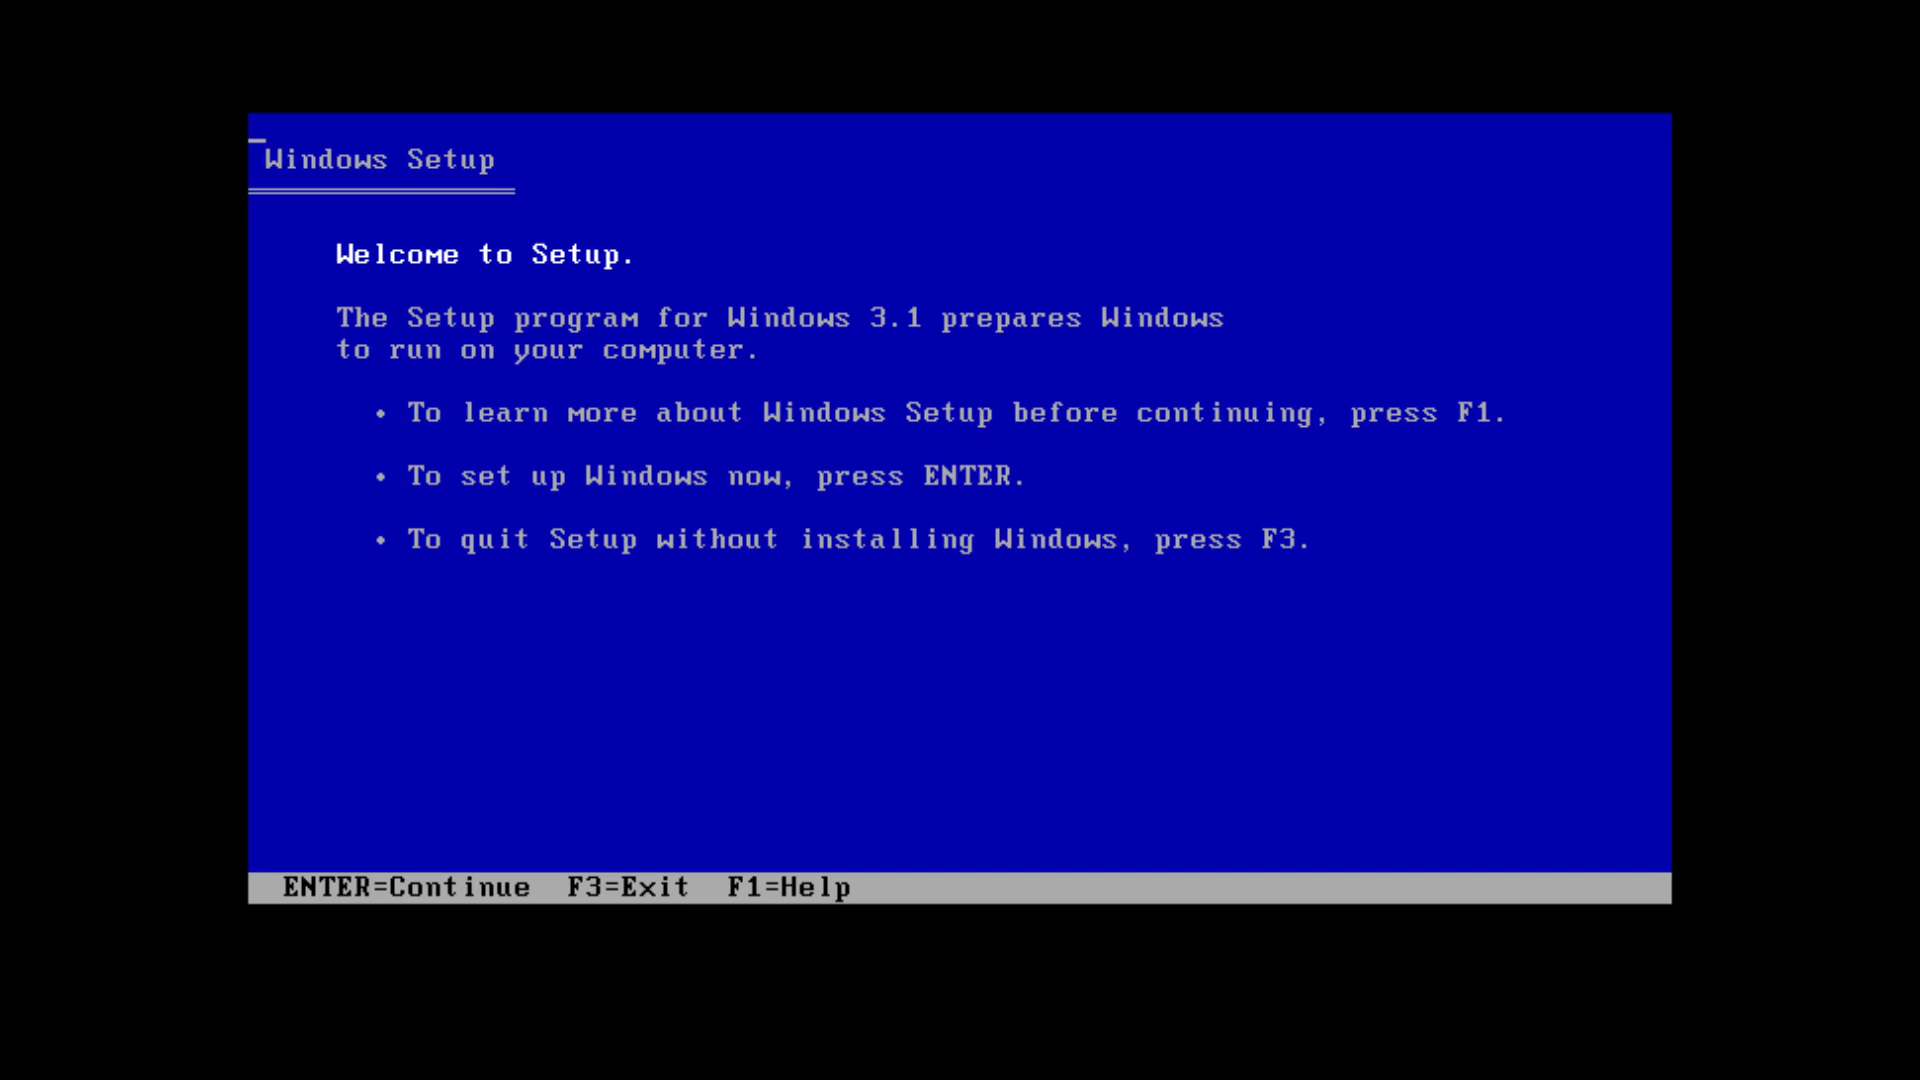 Windows Setup
Welcome to Setup.
The Setup program for Windows 3.1 prepares Windows
to run on your computer.
• To learn more about Windows Setup before continuing, press F1.
• To set up Windows now, press ENTER.
• To quit Setup without installing Windows, press F3.
ENTER=Continue  F3=Exit  F1=Help